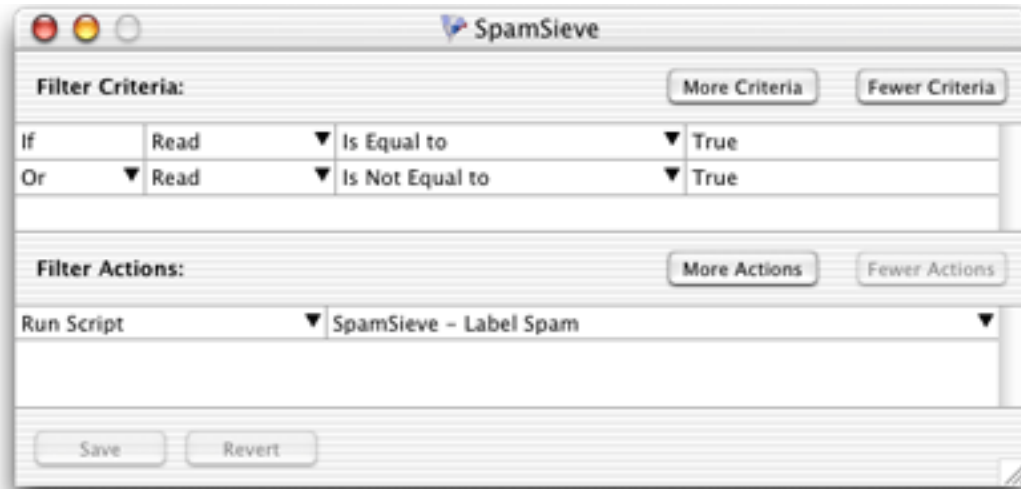 SpamSieve
Filter Criteria: More Criteria Fewer Criteria
If Read Is Equal to True
Or Read Is Not Equal to True
Filter Actions: More Actions Fewer Actions
Run Script SpamSieve – Label Spam
Save Revert